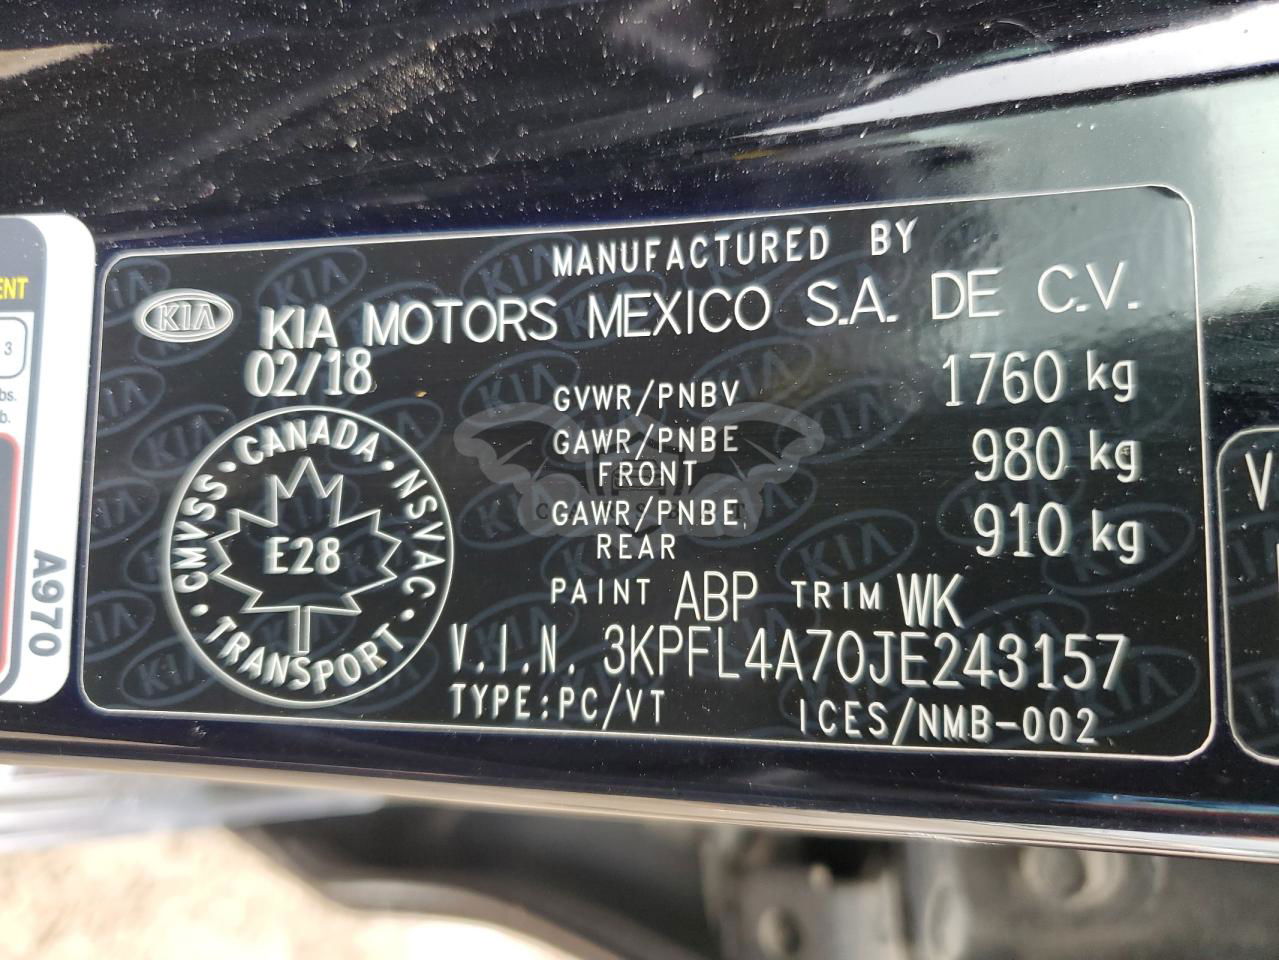 MANUFACTURED BY
KIA
KIA MOTORS MEXICO S.A. DE C.V.
02/18
GVWR/PNBV 1760 kg
GAWR/PNBE FRONT 980 kg
GAWR/PNBE REAR 910 kg
PAINT ABP TRIM WK
V.I.N. 3KPFL4A70JE243157
TYPE:PC/VT ICES/NMB-002
CANADA • NSVAC • TRANSPORT • CMVSS •
E28
3
A970